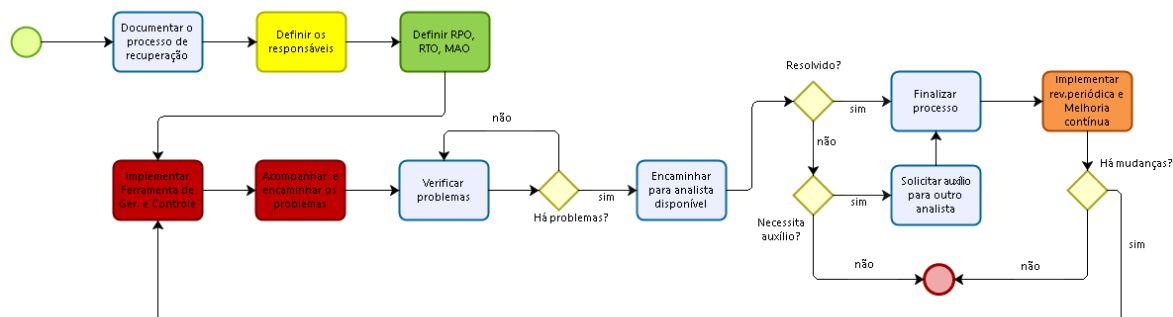 Documentar o
processo de
recuperação
Definir os
responsáveis
Definir RPO,
RTO, MAO
Resolvido?
Finalizar
processo
Implementar
rev.periódica e
Melhoria
contínua
sim
não
não
Há mudanças?
Implementar
Ferramenta de
Ger. e Controle
Acompanhar e
encaminhar os
problemas
Verificar
problemas
sim
Há problemas?
Encaminhar
para analista
disponível
Necessita
auxílio?
sim
Solicitar auxílio
para outro
analista
sim
não
não